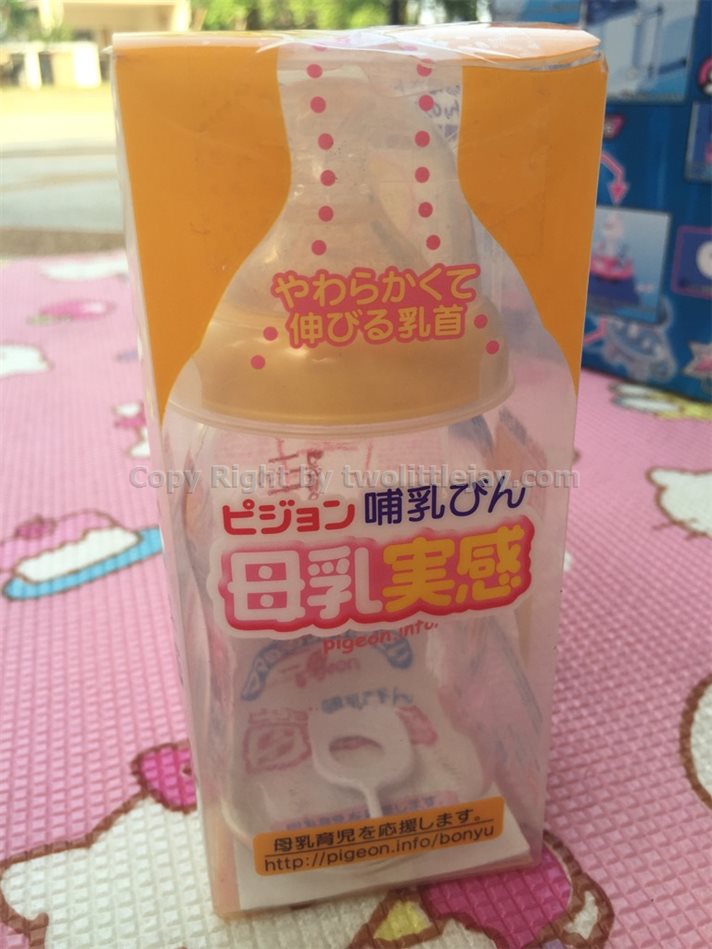 やわらかくて
伸びる乳首
Copy Right by twolittlejay.com
ピジョン 哺乳びん
母乳実感
pigeon.info
母乳育児を応援します。
http://pigeon.info/bonyu